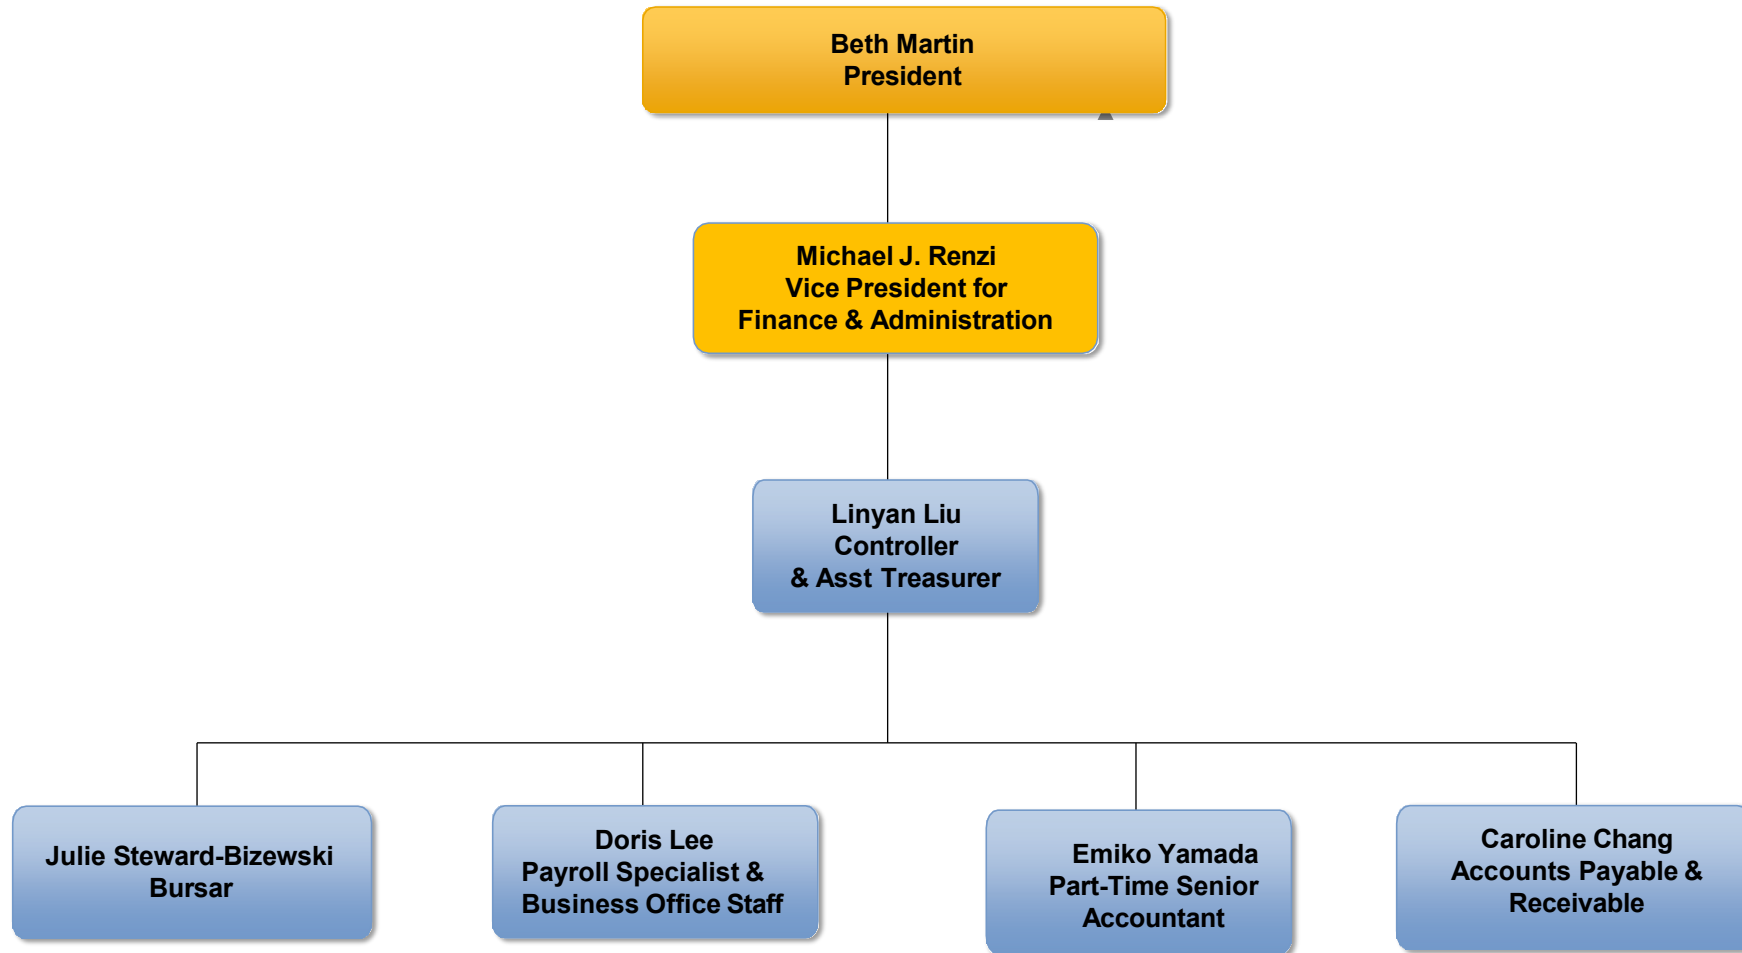 Beth Martin
President
Michael J. Renzi
Vice President for
Finance & Administration
Linyan Liu
Controller
& Asst Treasurer
Julie Steward-Bizewski
Bursar
Doris Lee
Payroll Specialist &
Business Office Staff
Emiko Yamada
Part-Time Senior
Accountant
Caroline Chang
Accounts Payable &
Receivable